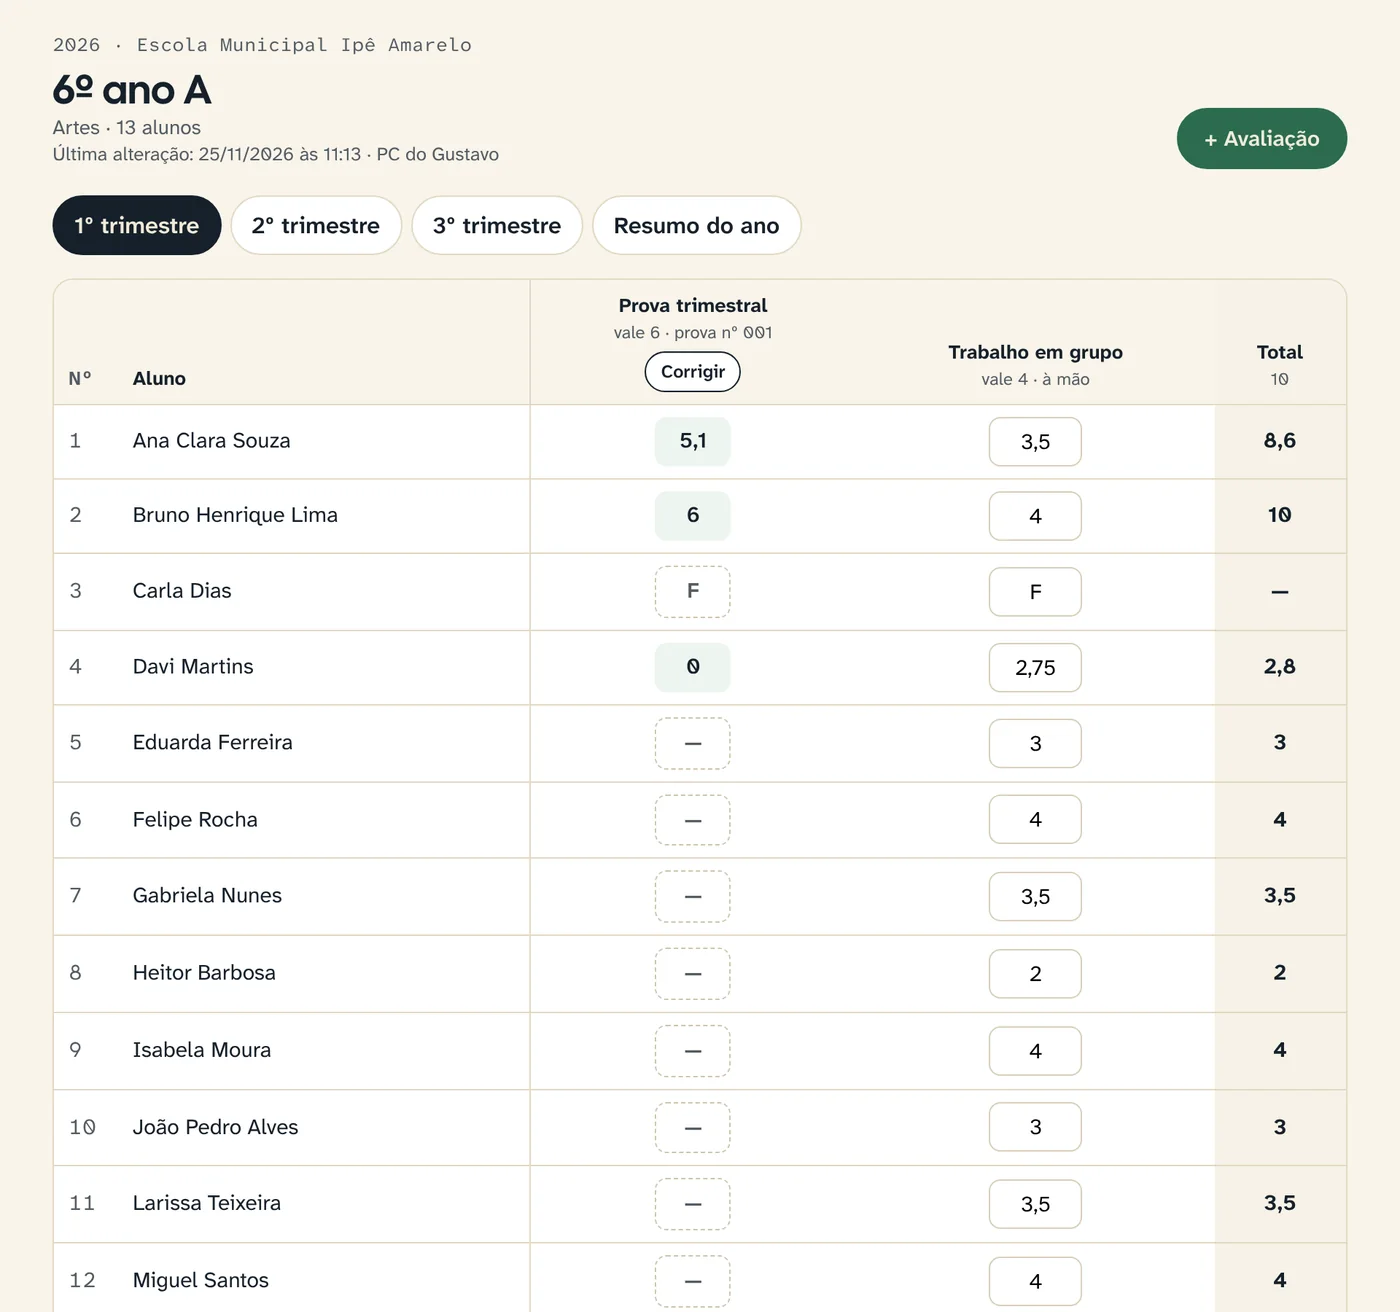 2026 · Escola Municipal Ipê Amarelo
6º ano A
Artes · 13 alunos
Última alteração: 25/11/2026 às 11:13 · PC do Gustavo
+ Avaliação
1º trimestre 2º trimestre 3º trimestre Resumo do ano
Prova trimestral
vale 6 · prova nº 001
Corrigir
Trabalho em grupo
vale 4 · à mão
Total
10
Nº Aluno
1 Ana Clara Souza 5,1 3,5 8,6
2 Bruno Henrique Lima 6 4 10
3 Carla Dias F F —
4 Davi Martins 0 2,75 2,8
5 Eduarda Ferreira — 3 3
6 Felipe Rocha — 4 4
7 Gabriela Nunes — 3,5 3,5
8 Heitor Barbosa — 2 2
9 Isabela Moura — 4 4
10 João Pedro Alves — 3 3
11 Larissa Teixeira — 3,5 3,5
12 Miguel Santos — 4 4